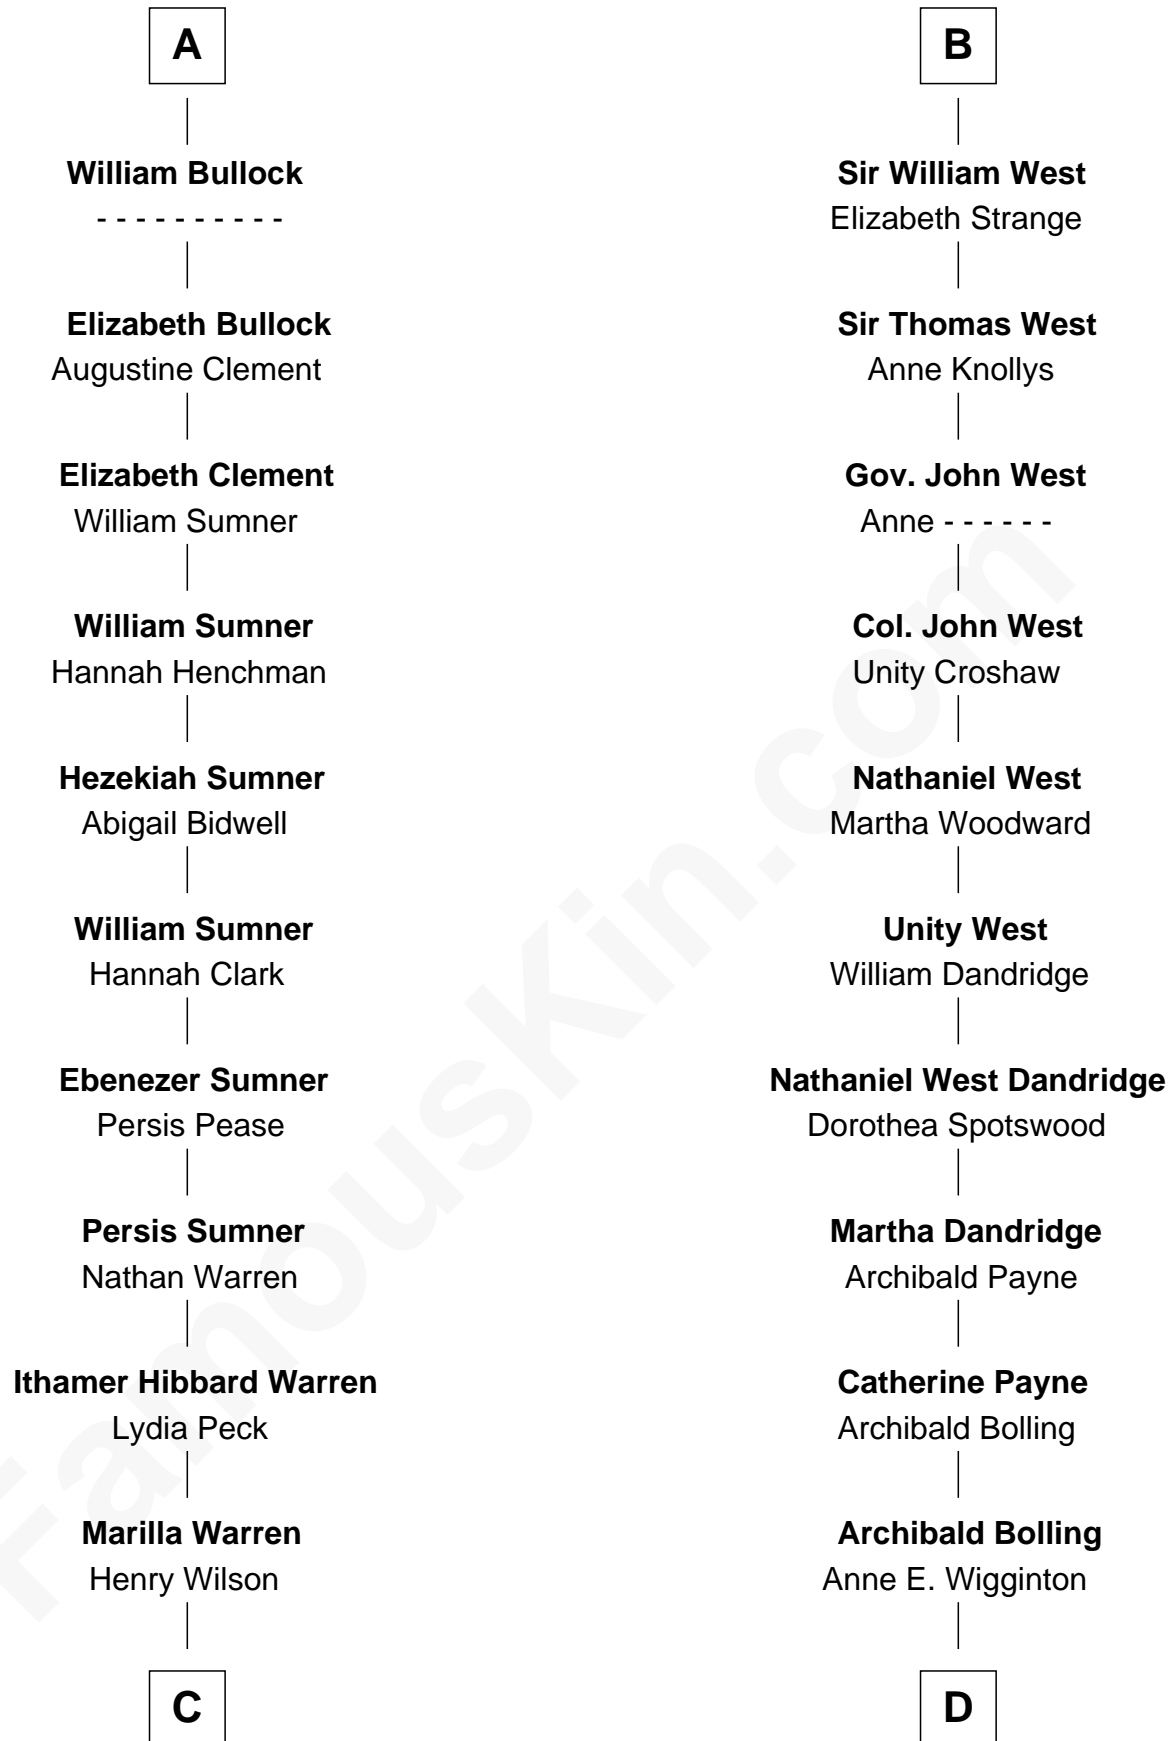 A
William Bullock
- - - - - - - - - -
Elizabeth Bullock
Augustine Clement
Elizabeth Clement
William Sumner
William Sumner
Hannah Henchman
Hezekiah Sumner
Abigail Bidwell
William Sumner
Hannah Clark
Ebenezer Sumner
Persis Pease
Persis Sumner
Nathan Warren
Ithamer Hibbard Warren
Lydia Peck
Marilla Warren
Henry Wilson
C
B
Sir William West
Elizabeth Strange
Sir Thomas West
Anne Knollys
Gov. John West
Anne - - - - - -
Col. John West
Unity Croshaw
Nathaniel West
Martha Woodward
Unity West
William Dandridge
Nathaniel West Dandridge
Dorothea Spotswood
Martha Dandridge
Archibald Payne
Catherine Payne
Archibald Bolling
Archibald Bolling
Anne E. Wigginton
D
FamousKin.com